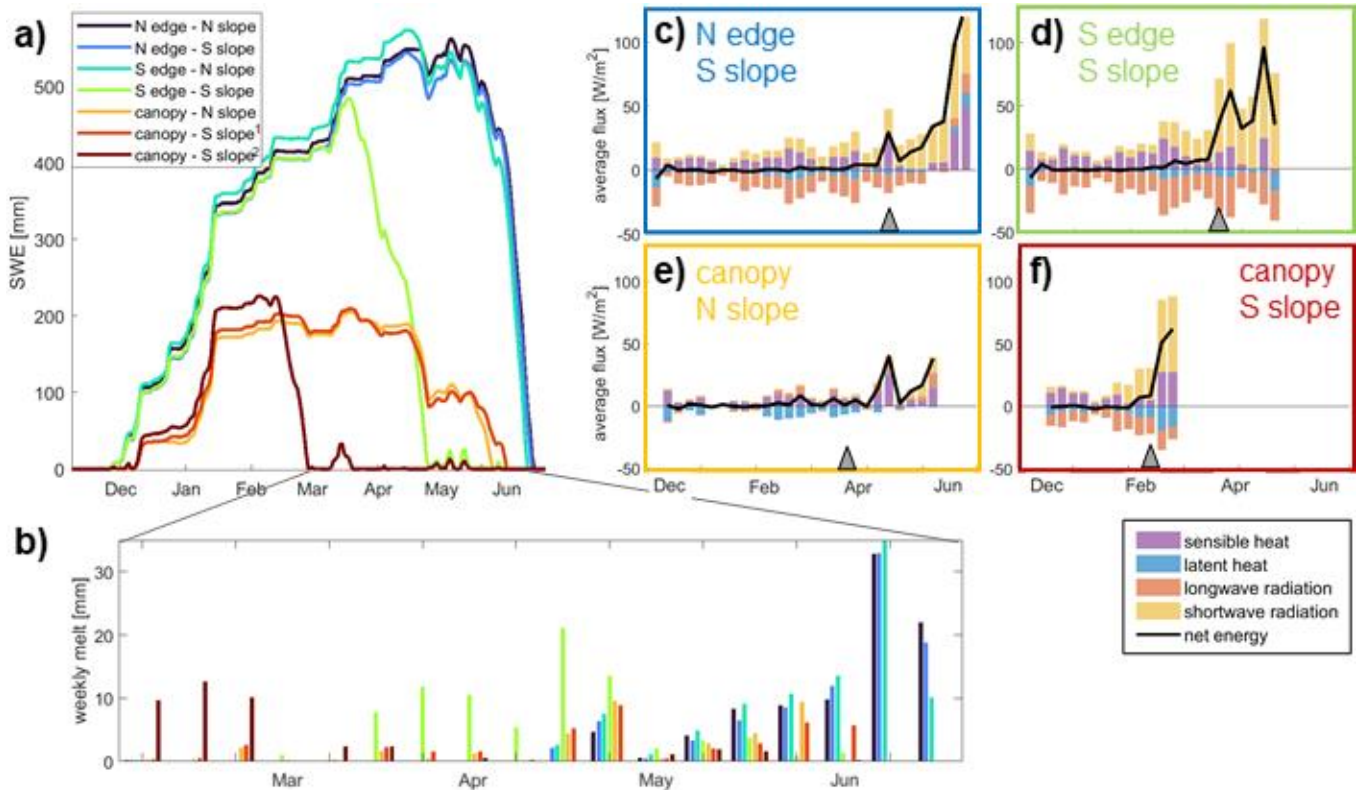 a)
N edge - N slope
N edge - S slope
S edge - N slope
S edge - S slope
canopy - N slope
canopy - S slope¹
canopy - S slope²
SWE [mm]
500
400
300
200
100
0
Dec Jan Feb Mar Apr May Jun
c) N edge
S slope
average flux [W/m²]
100
50
0
-50
d) S edge
S slope
100
50
0
-50
e) canopy
N slope
average flux [W/m²]
100
50
0
-50
Dec Feb Apr Jun
f) canopy
S slope
100
50
0
-50
Dec Feb Apr Jun
b)
weekly melt [mm]
30
20
10
0
Mar Apr May Jun
sensible heat
latent heat
longwave radiation
shortwave radiation
net energy